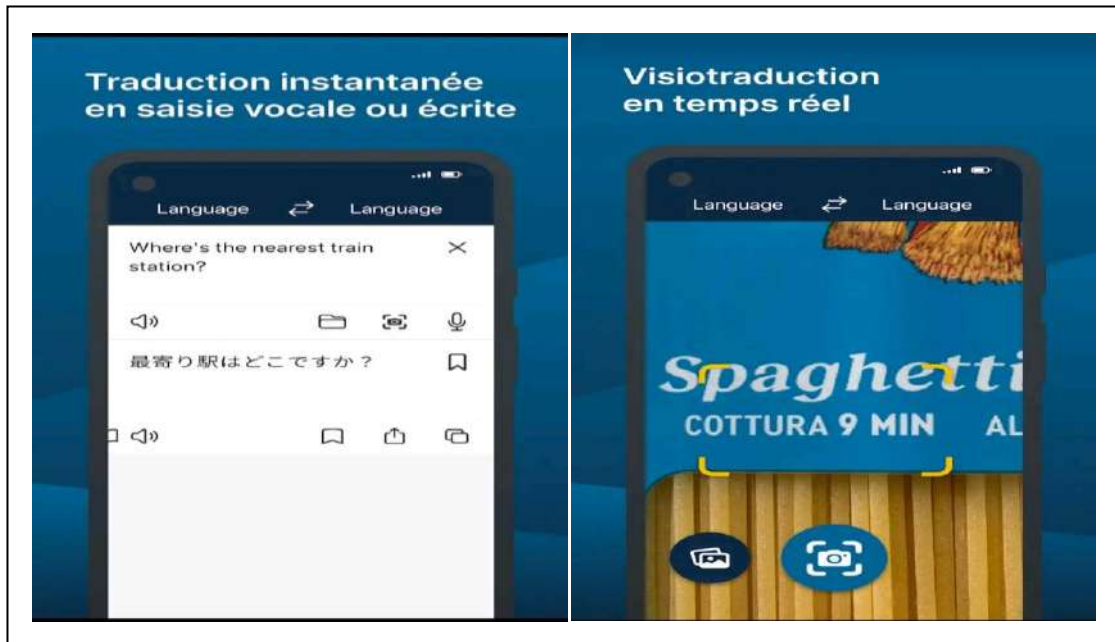 Traduction instantanée
en saisie vocale ou écrite
Language Language
Where's the nearest train
station?
最寄り駅はどこですか？
Visiotraduction
en temps réel
Language Language
Spaghetti
COTTURA 9 MIN AL